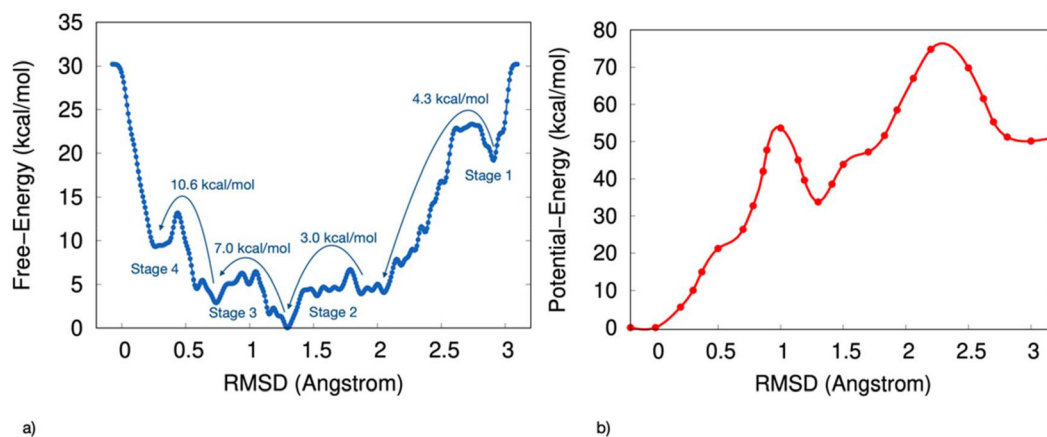 35
30
25
20
15
10
5
0
Free-Energy (kcal/mol)
4.3 kcal/mol
Stage 1
10.6 kcal/mol
7.0 kcal/mol
3.0 kcal/mol
Stage 4
Stage 3
Stage 2
0 0.5 1 1.5 2 2.5 3
RMSD (Angstrom)
a)
80
70
60
50
40
30
20
10
0
Potential-Energy (kcal/mol)
0 0.5 1 1.5 2 2.5 3
RMSD (Angstrom)
b)